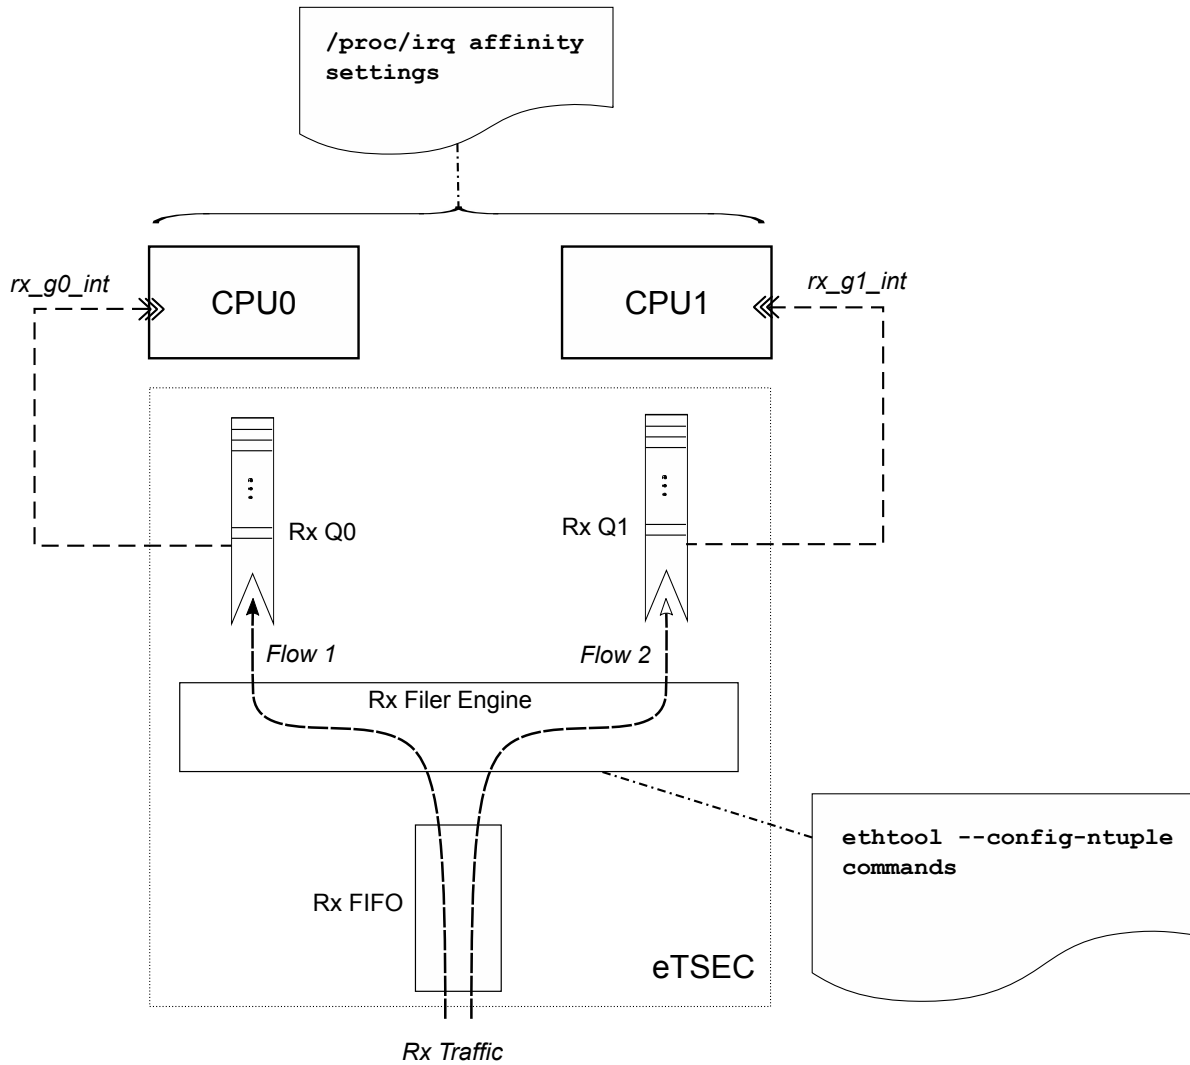 /proc/irq affinity
settings
rx_g0_int
rx_g1_int
CPU0
CPU1
Rx Q0
Rx Q1
Flow 1
Flow 2
Rx Filer Engine
ethtool --config-ntuple
commands
Rx FIFO
eTSEC
Rx Traffic